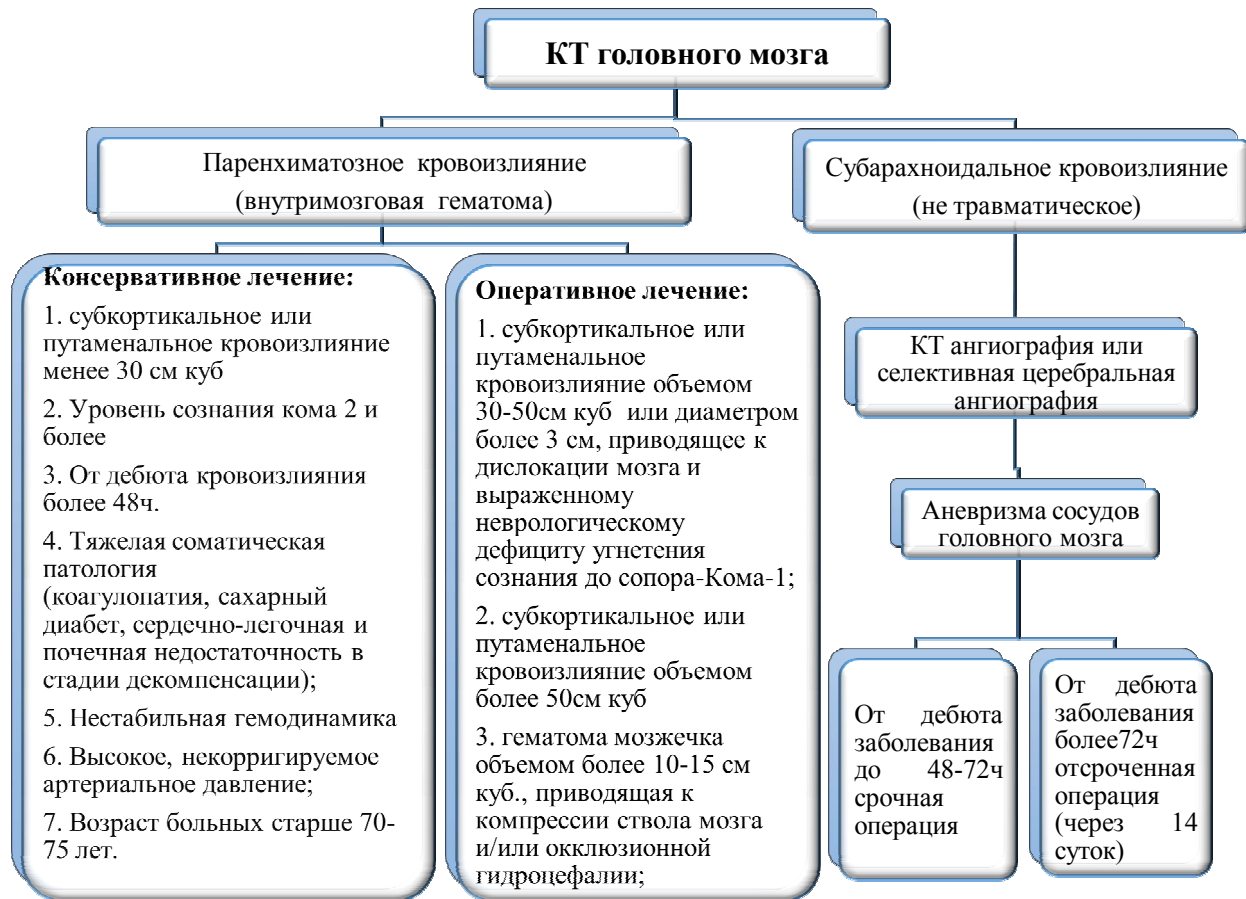 КТ головного мозга
Паренхиматозное кровоизлияние
(внутримозговая гематома)
Субарахноидальное кровоизлияние
(не травматическое)
Консервативное лечение:
1. субкортикальное или
путаменальное кровоизлияние
менее 30 см куб
2. Уровень сознания кома 2 и
более
3. От дебюта кровоизлияния
более 48ч.
4. Тяжелая соматическая
патология
(коагулопатия, сахарный
диабет, сердечно-легочная и
почечная недостаточность в
стадии декомпенсации);
5. Нестабильная гемодинамика
6. Высокое, некорригируемое
артериальное давление;
7. Возраст больных старше 70-
75 лет.
Оперативное лечение:
1. субкортикальное или
путаменальное
кровоизлияние объемом
30-50см куб или диаметром
более 3 см, приводящее к
дислокации мозга и
выраженному
неврологическому
дефициту угнетения
сознания до сопора-Кома-1;
2. субкортикальное или
путаменальное
кровоизлияние объемом
более 50см куб
3. гематома мозжечка
объемом более 10-15 см
куб., приводящая к
компрессии ствола мозга
и/или окклюзионной
гидроцефалии;
КТ ангиография или
селективная церебральная
ангиография
Аневризма сосудов
головного мозга
От дебюта
заболевания
до 48-72ч
срочная
операция
От дебюта
заболевания
более72ч
отсроченная
операция
(через 14
суток)